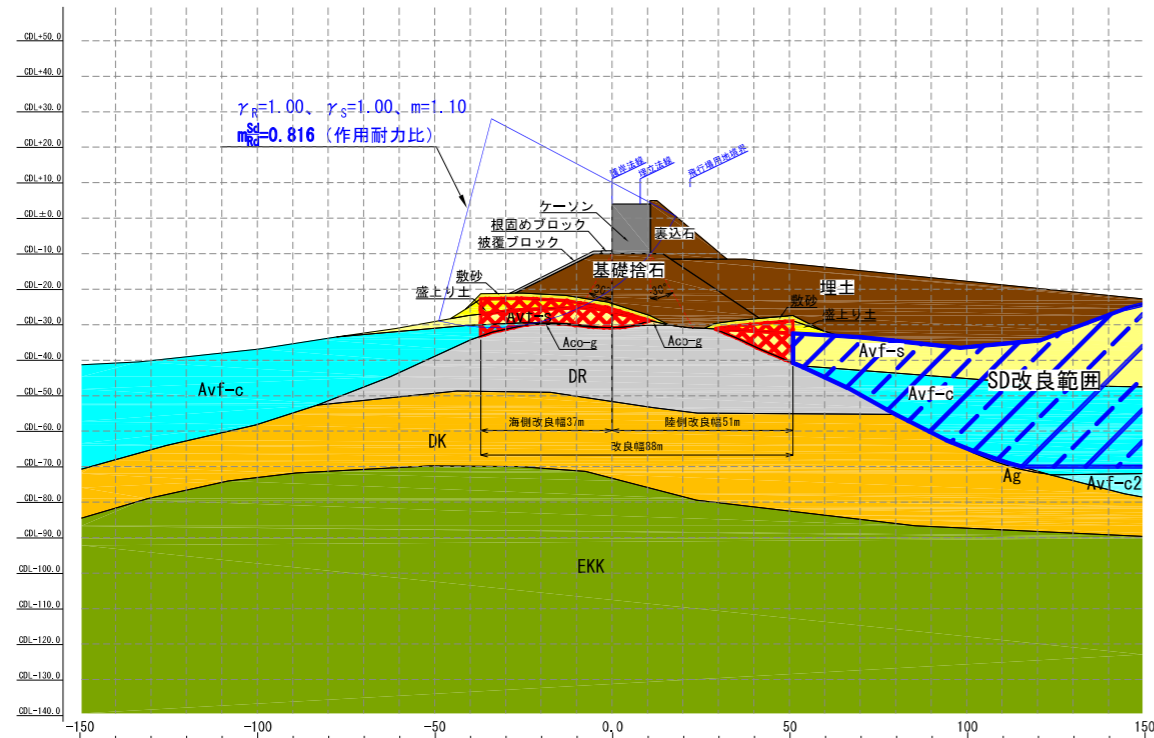 CDL+50.0
CDL+40.0
CDL+30.0
CDL+20.0
CDL+10.0
CDL±0.0
CDL-10.0
CDL-20.0
CDL-30.0
CDL-40.0
CDL-50.0
CDL-60.0
CDL-70.0
CDL-80.0
CDL-90.0
CDL-100.0
CDL-110.0
CDL-120.0
CDL-130.0
CDL-140.0
γR=1.00、γS=1.00、m=1.10
m Sd/Rd=0.816（作用耐力比）
護岸法線
埋立法線
飛行場用地境界
ケーソン
根固めブロック
被覆ブロック
裏込石
基礎捨石
埋土
敷砂
盛上り土
30°
敷砂
盛上り土
Avf-s
Aco-g
Aco-g
Avf-s
DR
Avf-c
Avf-c
SD改良範囲
海側改良幅37m
陸側改良幅51m
改良幅88m
DK
Ag
Avf-c2
EKK
-150
-100
-50
0.0
50
100
150